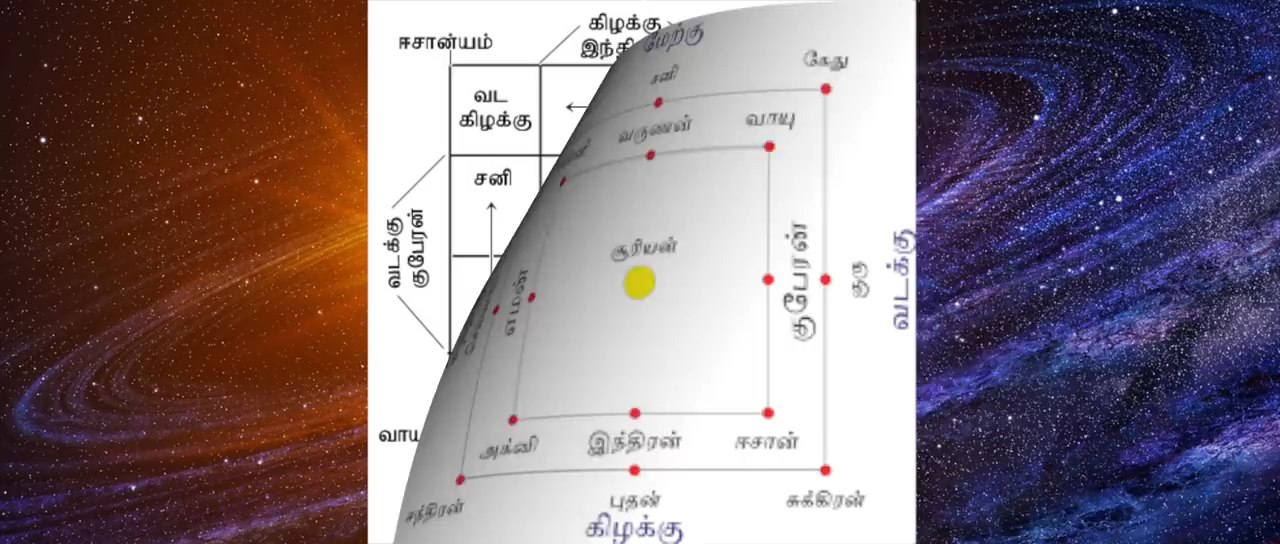 கிழக்கு
ஈசான்யம்
மேற்கு
வட
கிழக்கு
சனி
வடக்கு
குபேரன்
சனி
கேது
வருணன்
வாயு
சூரியன்
எமன்
குபேரன்
குரு
வடக்கு
அக்னி
இந்திரன்
ஈசான்
சந்திரன்
புதன்
சுக்கிரன்
கிழக்கு